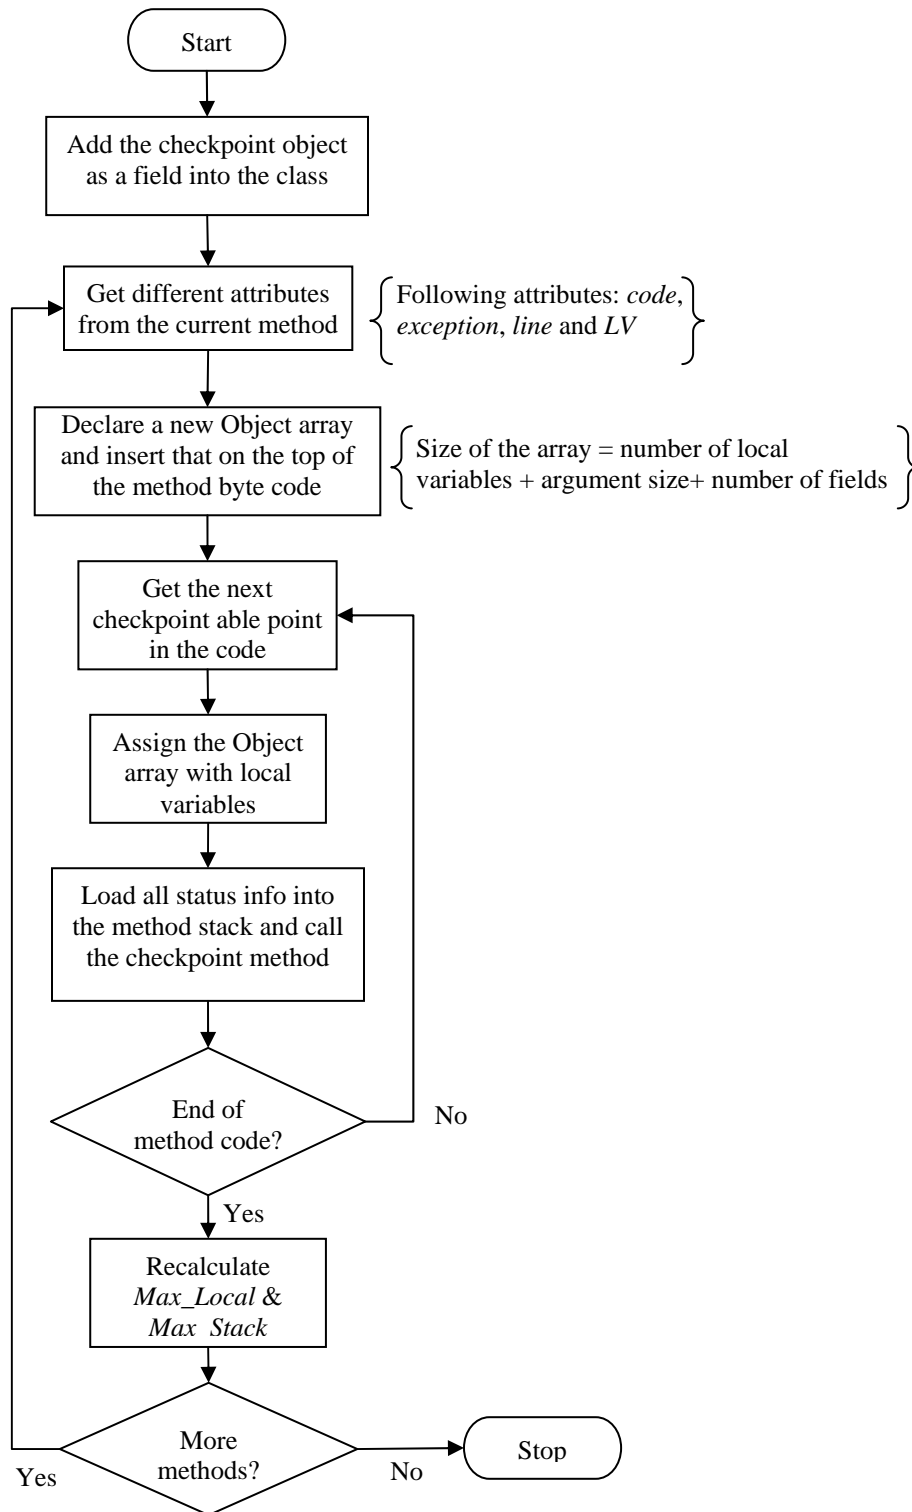 Start
Add the checkpoint object
as a field into the class
Get different attributes
from the current method
Following attributes: code,
exception, line and LV
Declare a new Object array
and insert that on the top of
the method byte code
Size of the array = number of local
variables + argument size+ number of fields
Get the next
checkpoint able point
in the code
Assign the Object
array with local
variables
Load all status info into
the method stack and call
the checkpoint method
End of
method code?
No
Yes
Recalculate
Max_Local &
Max Stack
More
methods?
Yes
No
Stop